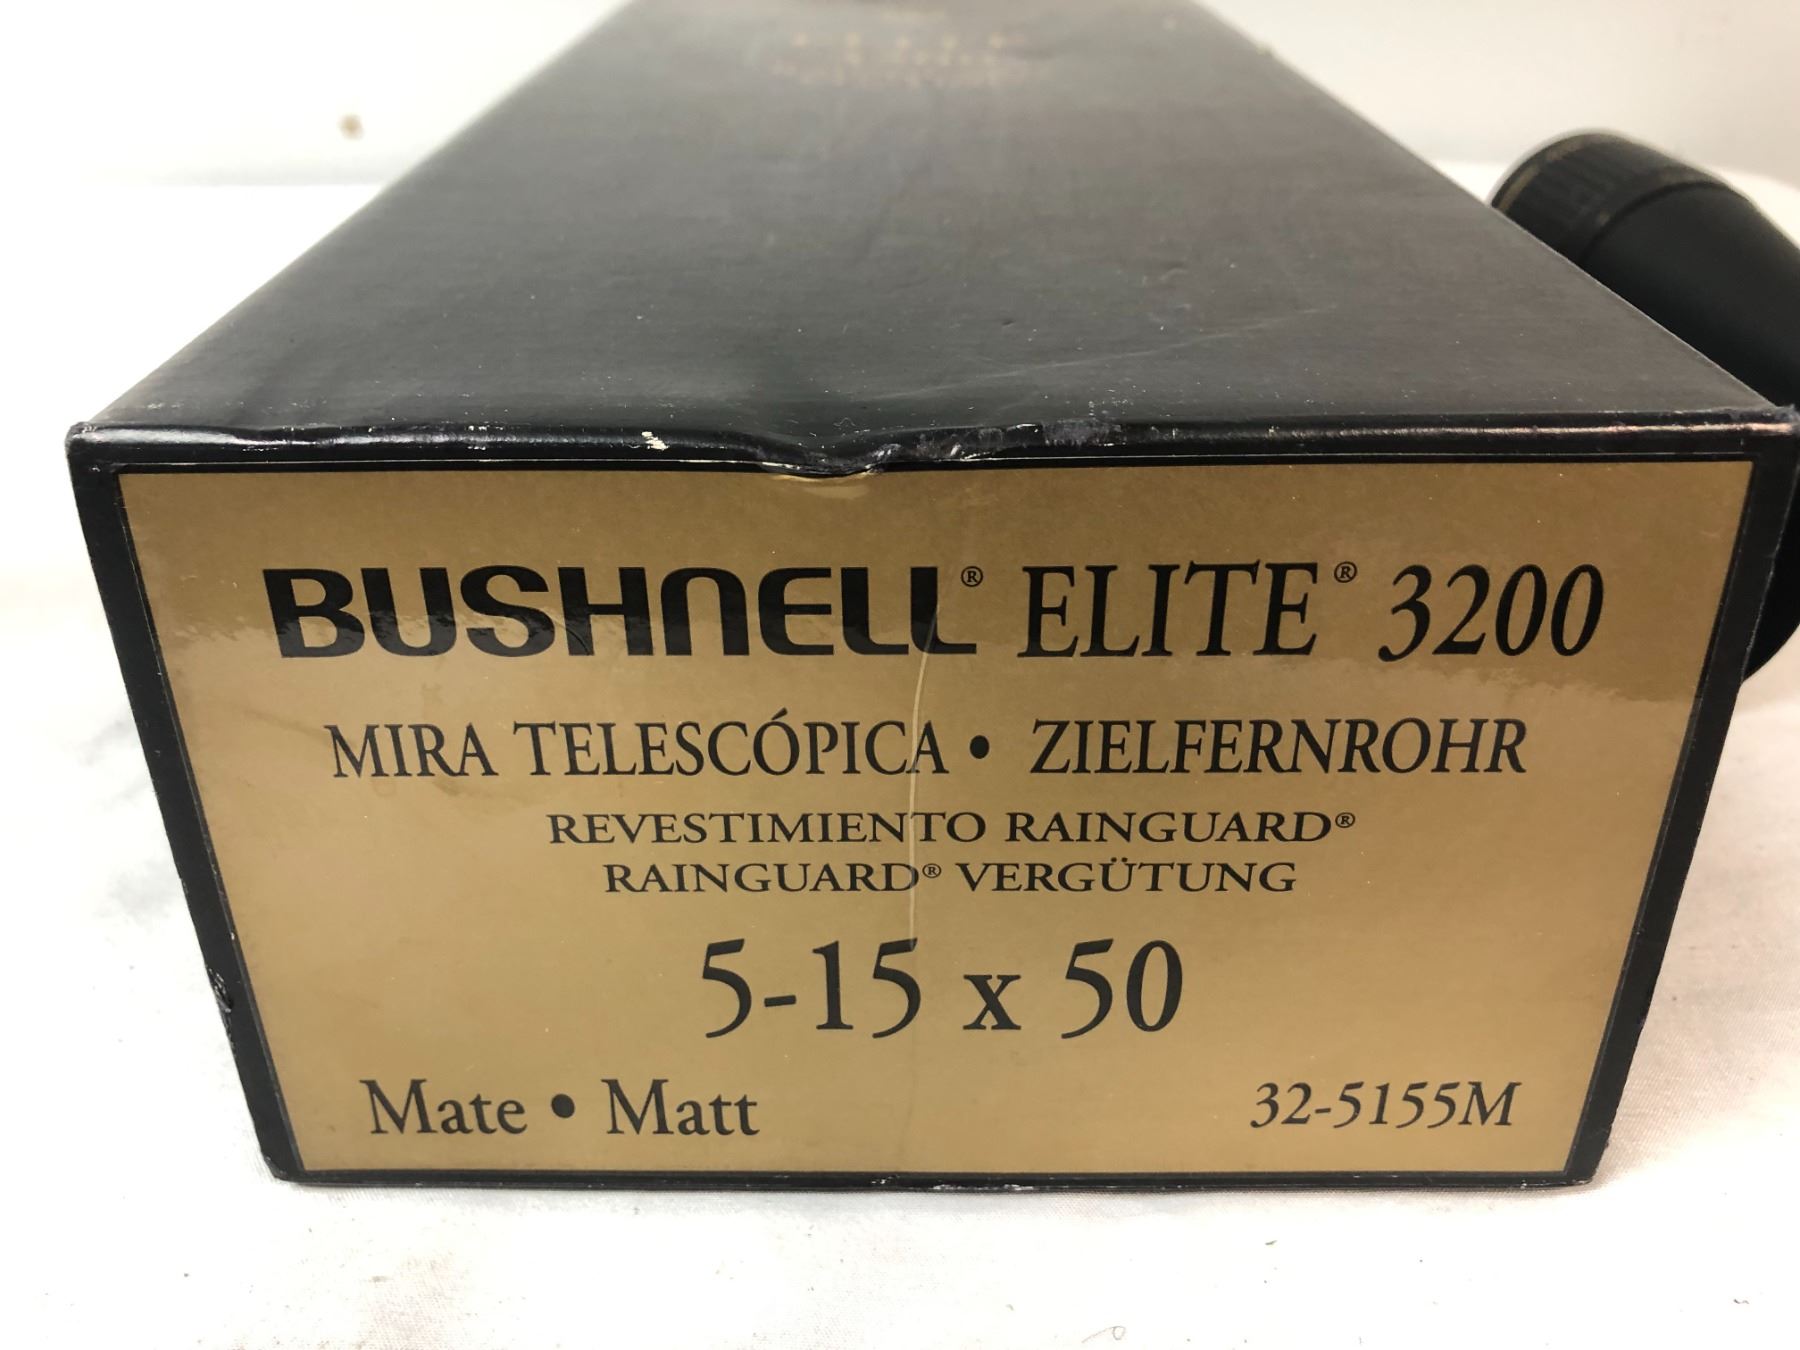 BUSHNELL® ELITE® 3200
MIRA TELESCÓPICA • ZIELFERNROHR
REVESTIMIENTO RAINGUARD®
RAINGUARD® VERGÜTUNG
5-15 x 50
Mate • Matt
32-5155M